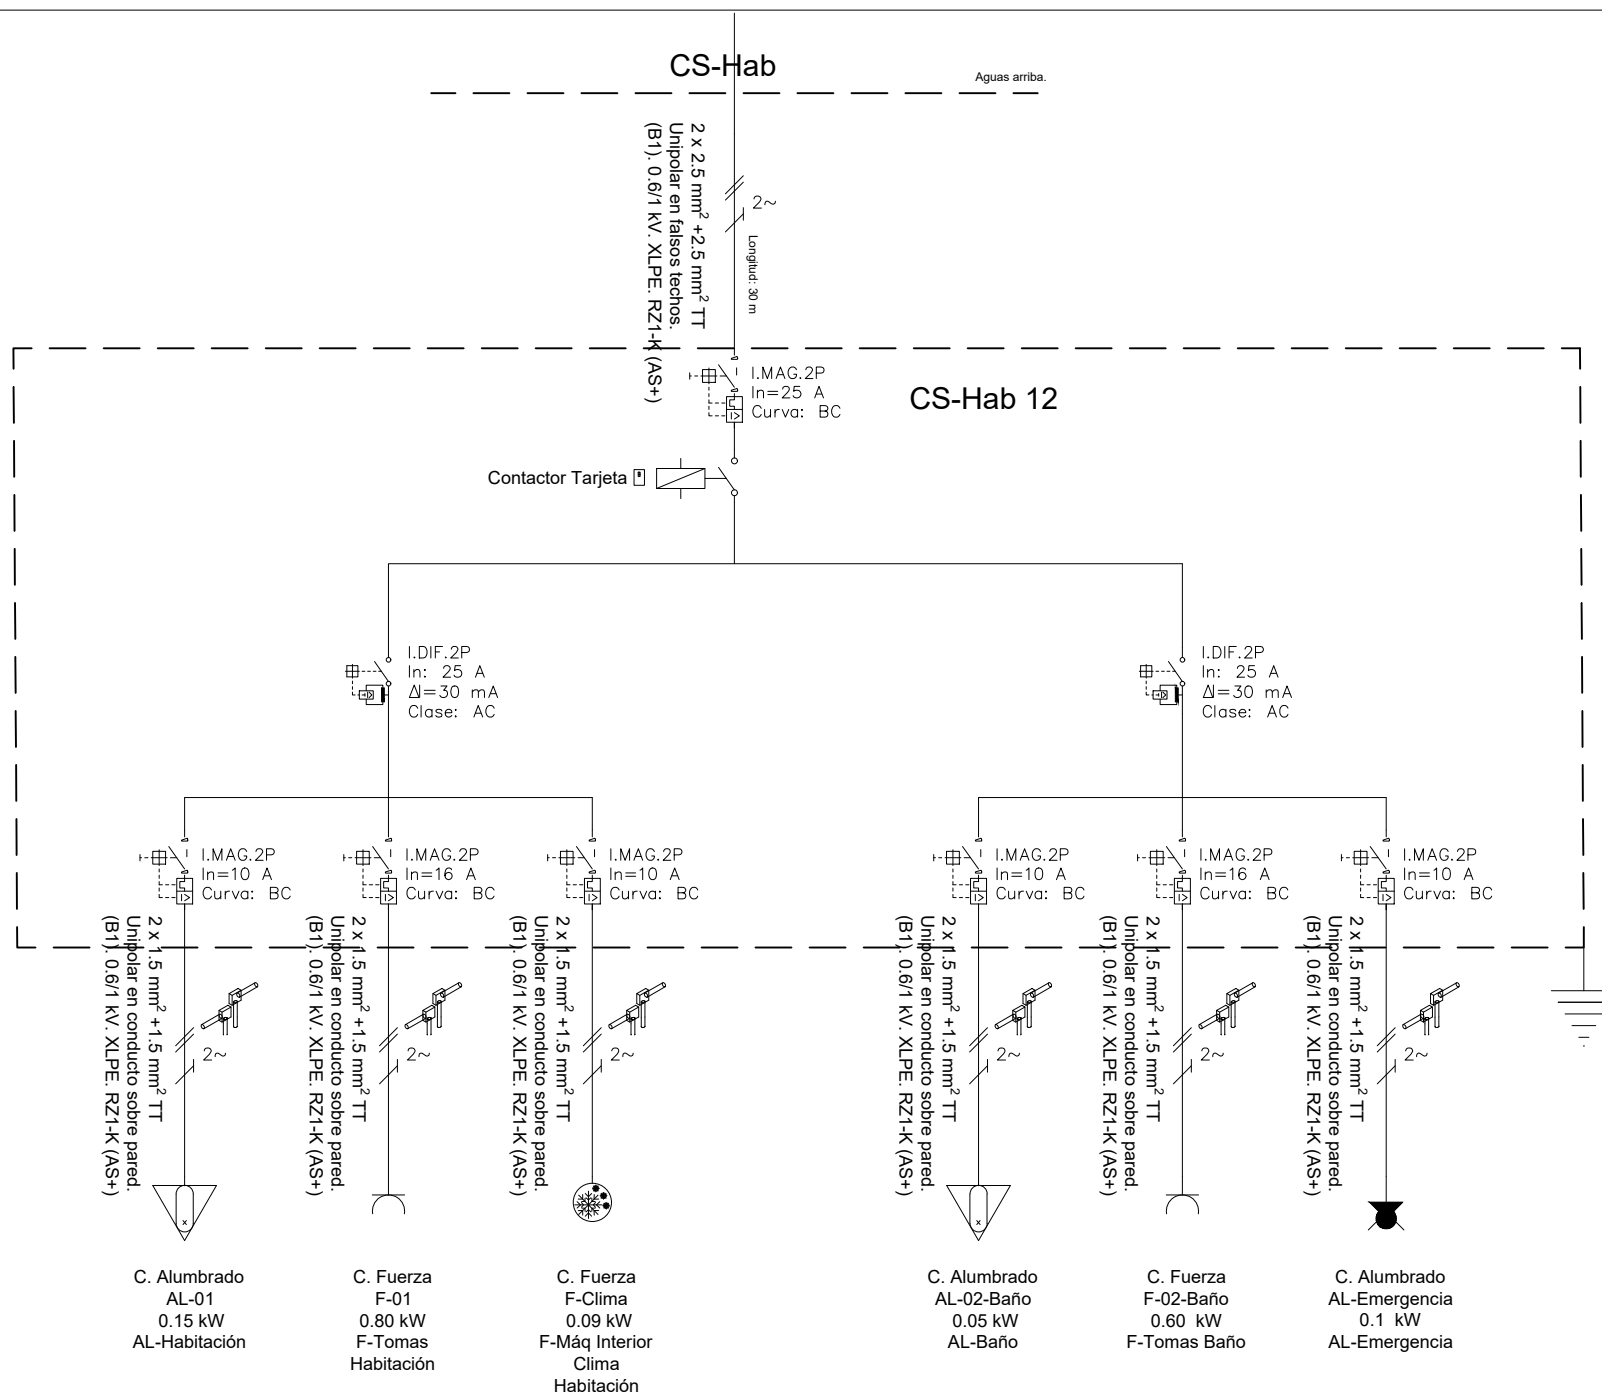 CS-Hab
Aguas arriba.
2 x 2.5 mm² +2.5 mm² TT
Unipolar en falsos techos.
(B1). 0.6/1 kV. XLPE. RZ1-K (AS+)
2~
Longitud: 30 m
I.MAG.2P
In=25 A
Curva: BC
CS-Hab 12
Contactor Tarjeta
I.DIF.2P
In: 25 A
ΔI=30 mA
Clase: AC
I.DIF.2P
In: 25 A
ΔI=30 mA
Clase: AC
I.MAG.2P
In=10 A
Curva: BC
I.MAG.2P
In=16 A
Curva: BC
I.MAG.2P
In=10 A
Curva: BC
I.MAG.2P
In=10 A
Curva: BC
I.MAG.2P
In=16 A
Curva: BC
I.MAG.2P
In=10 A
Curva: BC
2 x 1.5 mm² +1.5 mm² TT
Unipolar en conducto sobre pared.
(B1). 0.6/1 kV. XLPE. RZ1-K (AS+)
2~
2 x 1.5 mm² +1.5 mm² TT
Unipolar en conducto sobre pared.
(B1). 0.6/1 kV. XLPE. RZ1-K (AS+)
2~
2 x 1.5 mm² +1.5 mm² TT
Unipolar en conducto sobre pared.
(B1). 0.6/1 kV. XLPE. RZ1-K (AS+)
2~
2 x 1.5 mm² +1.5 mm² TT
Unipolar en conducto sobre pared.
(B1). 0.6/1 kV. XLPE. RZ1-K (AS+)
2~
2 x 1.5 mm² +1.5 mm² TT
Unipolar en conducto sobre pared.
(B1). 0.6/1 kV. XLPE. RZ1-K (AS+)
2~
2 x 1.5 mm² +1.5 mm² TT
Unipolar en conducto sobre pared.
(B1). 0.6/1 kV. XLPE. RZ1-K (AS+)
2~
C. Alumbrado
AL-01
0.15 kW
AL-Habitación
C. Fuerza
F-01
0.80 kW
F-Tomas
Habitación
C. Fuerza
F-Clima
0.09 kW
F-Máq Interior
Clima
Habitación
C. Alumbrado
AL-02-Baño
0.05 kW
AL-Baño
C. Fuerza
F-02-Baño
0.60 kW
F-Tomas Baño
C. Alumbrado
AL-Emergencia
0.1 kW
AL-Emergencia